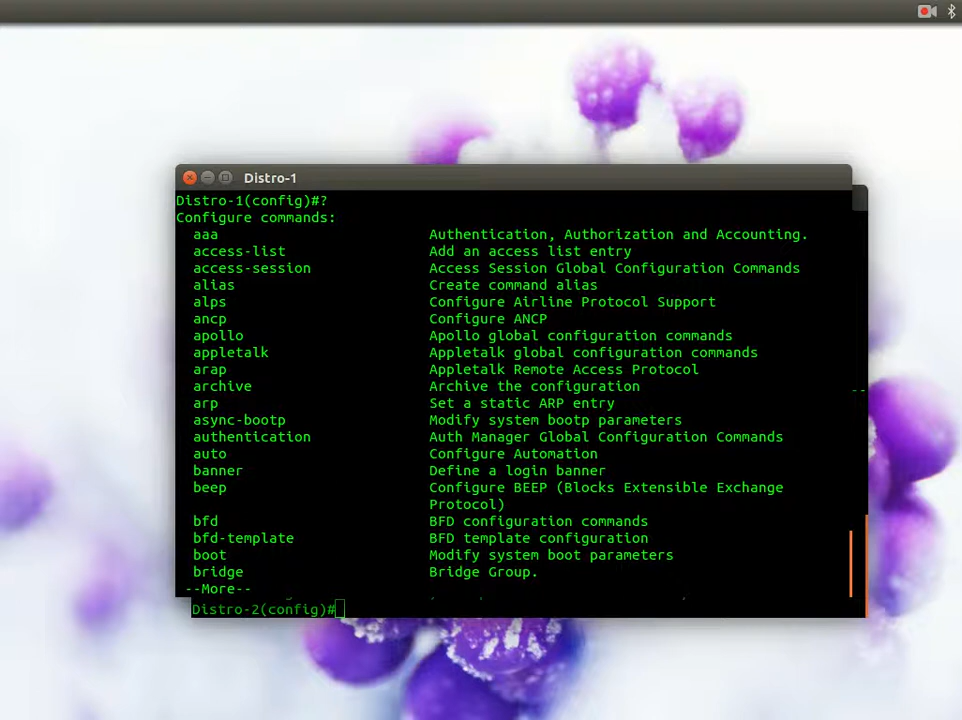 Distro-1
Distro-1(config)#?
Configure commands:
aaa Authentication, Authorization and Accounting.
access-list Add an access list entry
access-session Access Session Global Configuration Commands
alias Create command alias
alps Configure Airline Protocol Support
ancp Configure ANCP
apollo Apollo global configuration commands
appletalk Appletalk global configuration commands
arap Appletalk Remote Access Protocol
archive Archive the configuration
arp Set a static ARP entry
async-bootp Modify system bootp parameters
authentication Auth Manager Global Configuration Commands
auto Configure Automation
banner Define a login banner
beep Configure BEEP (Blocks Extensible Exchange
Protocol)
bfd BFD configuration commands
bfd-template BFD template configuration
boot Modify system boot parameters
bridge Bridge Group.
--More--
Distro-2(config)#